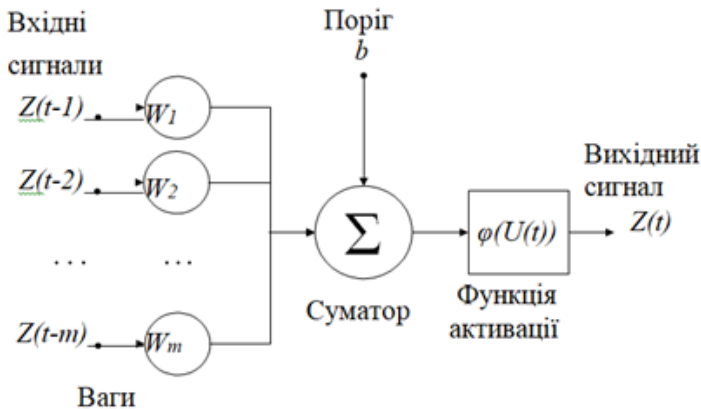 Вхідні
сигнали
Z(t-1)
W1
Z(t-2)
W2
... ...
Z(t-m)
Wm
Ваги
Поріг
b
Σ
Суматор
φ(U(t))
Функція
активації
Вихідний
сигнал
Z(t)